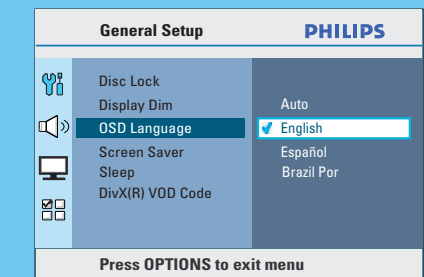 General Setup
PHILIPS
Disc Lock
Display Dim
Auto
OSD Language
English
Screen Saver
Español
Sleep
Brazil Por
DivX(R) VOD Code
Press OPTIONS to exit menu